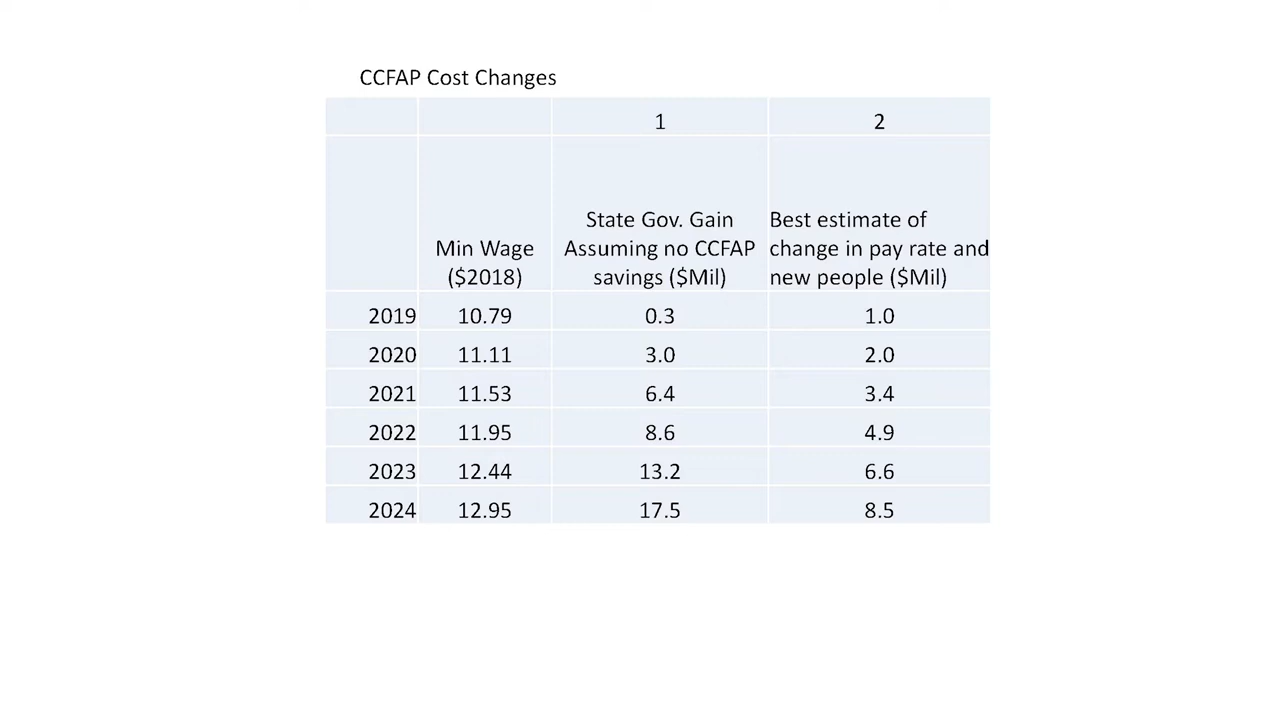 CCFAP Cost Changes
1 2
State Gov. Gain Best estimate of
Min Wage Assuming no CCFAP change in pay rate and
($2018) savings ($Mil) new people ($Mil)
2019 10.79 0.3 1.0
2020 11.11 3.0 2.0
2021 11.53 6.4 3.4
2022 11.95 8.6 4.9
2023 12.44 13.2 6.6
2024 12.95 17.5 8.5